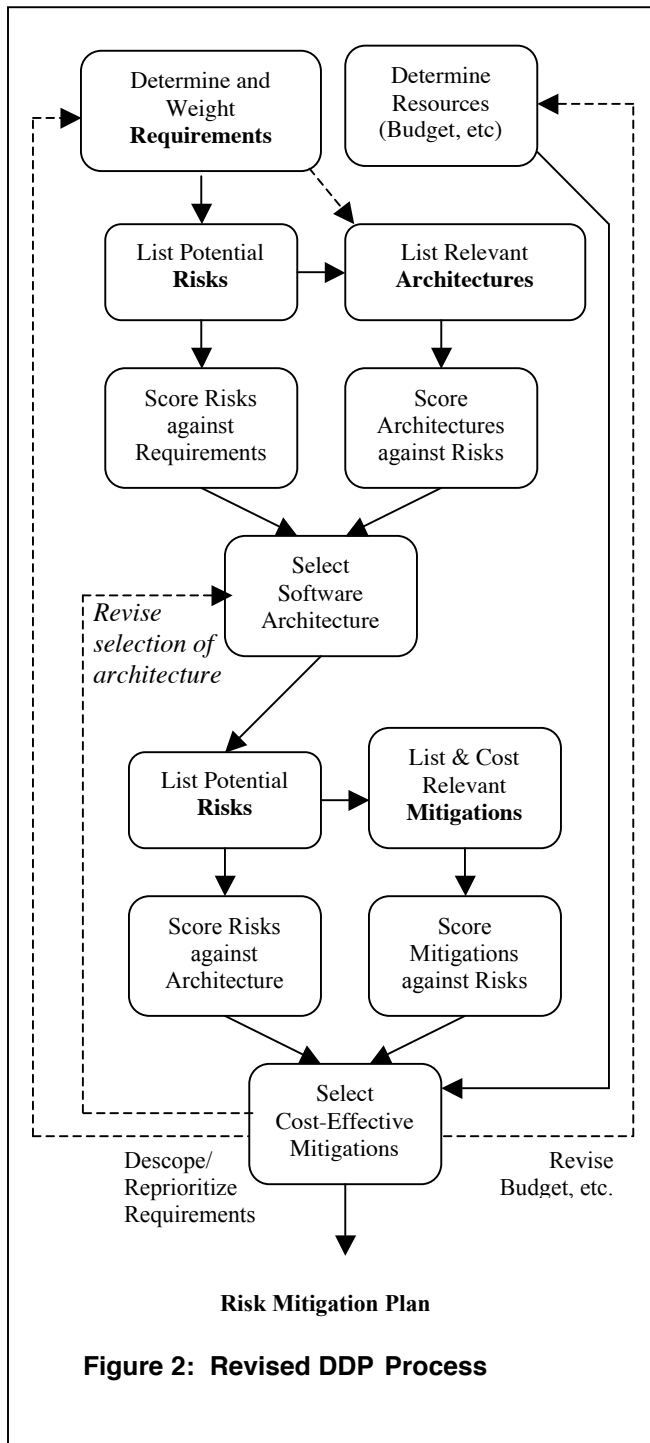 Determine and
Weight
Requirements
Determine
Resources
(Budget, etc)
List Potential
Risks
List Relevant
Architectures
Score Risks
against
Requirements
Score
Architectures
against Risks
Select
Software
Architecture
Revise
selection of
architecture
List Potential
Risks
List & Cost
Relevant
Mitigations
Score Risks
against
Architecture
Score
Mitigations
against Risks
Select
Cost-Effective
Mitigations
Descope/
Reprioritize
Requirements
Revise
Budget, etc.
Risk Mitigation Plan
Figure 2: Revised DDP Process